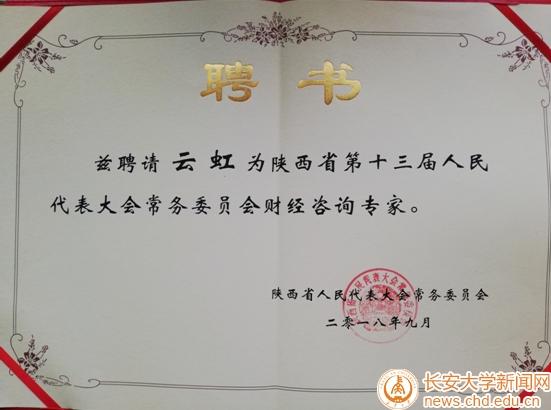 聘书
兹聘请云虹为陕西省第十三届人民
代表大会常务委员会财经咨询专家。
陕西省人民代表大会常务委员会
二零一八年九月
长安大学新闻网
news.chd.edu.cn